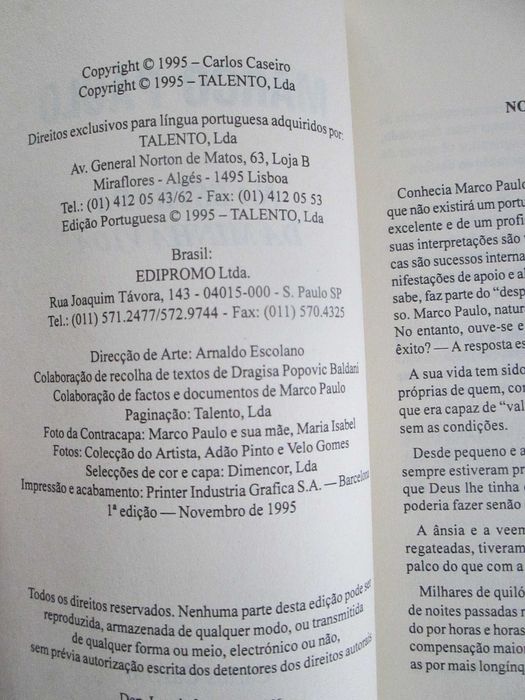 Copyright © 1995 – Carlos Caseiro
Copyright © 1995 – TALENTO, Lda
Direitos exclusivos para língua portuguesa adquiridos por:
TALENTO, Lda
Av. General Norton de Matos, 63, Loja B
Miraflores - Algés - 1495 Lisboa
Tel.: (01) 412 05 43/62 - Fax: (01) 412 05 53
Edição Portuguesa © 1995 – TALENTO, Lda
Brasil:
EDIPROMO Ltda.
Rua Joaquim Távora, 143 - 04015-000 - S. Paulo SP
Tel.: (011) 571.2477/572.9744 - Fax: (011) 570.4325
Direcção de Arte: Arnaldo Escolano
Colaboração de recolha de textos de Dragisa Popovic Baldani
Colaboração de factos e documentos de Marco Paulo
Paginação: Talento, Lda
Foto da Contracapa: Marco Paulo e sua mãe, Maria Isabel
Fotos: Colecção do Artista, Adão Pinto e Velo Gomes
Selecções de cor e capa: Dimencor, Lda
Impressão e acabamento: Printer Industria Grafica S.A. — Barcelona
1ª edição — Novembro de 1995
Todos os direitos reservados. Nenhuma parte desta edição pode ser
reproduzida, armazenada de qualquer modo, ou transmitida
de qualquer forma ou meio, electrónico ou não,
sem prévia autorização escrita dos detentores dos direitos autorais
NO
Conhecia Marco Paulo
que não existirá um portu
excelente e de um profi
suas interpretações são
cas são sucessos interna
nifestações de apoio e a
sabe, faz parte do "desp
so. Marco Paulo, natura
No entanto, ouve-se e
êxito? — A resposta es
A sua vida tem sido
próprias de quem, con
que era capaz de "val
sem as condições.
Desde pequeno e a
sempre estiveram pr
que Deus lhe tinha
poderia fazer senão
A ânsia e a veem
regateadas, tiveram
palco do que com a
Milhares de quiló
de noites passadas n
do por horas e horas
compensação maior
as por mais longínq